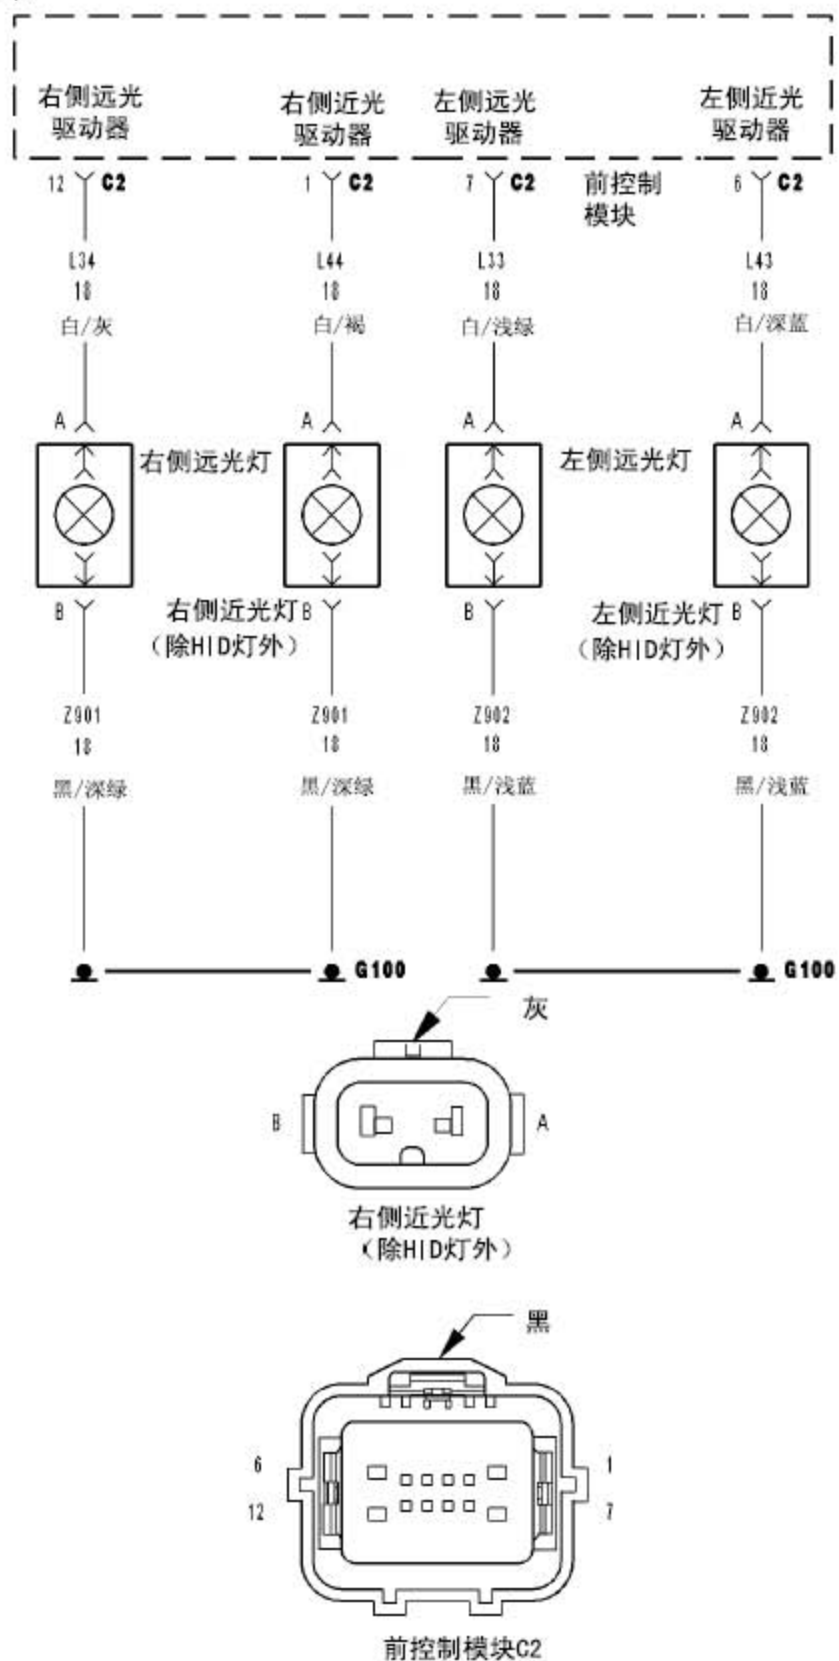 右侧远光
驱动器
右侧近光
驱动器
左侧远光
驱动器
左侧近光
驱动器
12 C2
1 C2
7 C2
前控制
模块
6 C2
L34
18
白/灰
L44
18
白/褐
L33
18
白/浅绿
L43
18
白/深蓝
A
A
A
A
右侧远光灯
左侧远光灯
B
右侧近光灯
(除HID灯外)
B
B
左侧近光灯
(除HID灯外)
B
Z901
18
黑/深绿
Z901
18
黑/深绿
Z902
18
黑/浅蓝
Z902
18
黑/浅蓝
G100
G100
灰
B
A
右侧近光灯
(除HID灯外)
黑
6
1
12
7
前控制模块C2